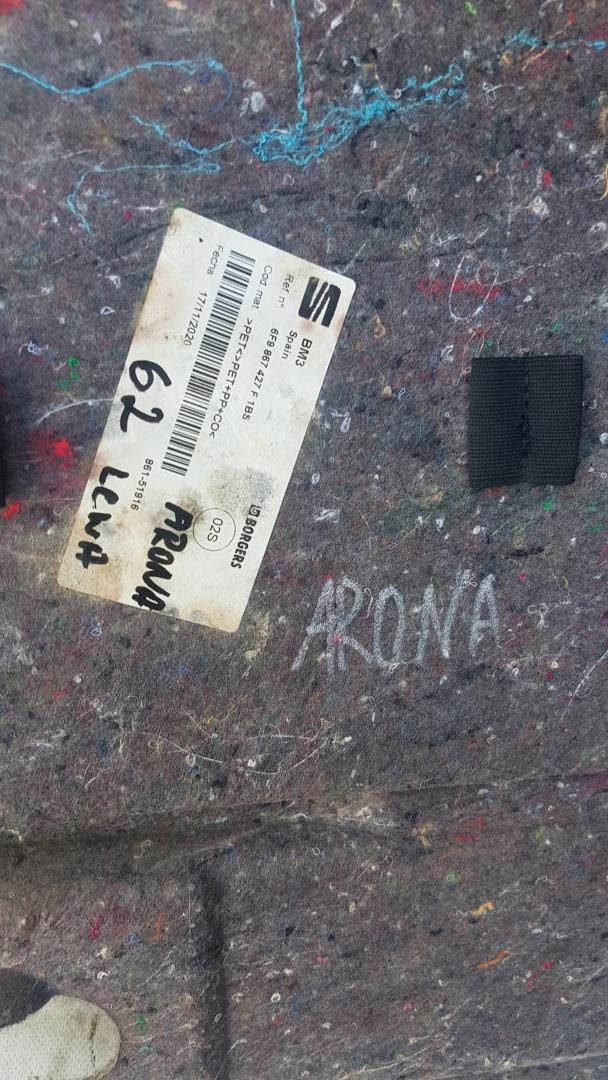 BM3
Spain
Ref. nº 6F9 867 427 F 1BS
Cod. mat. >PET<>PET+PP+CO<
Fecha 17/11/2020
BORGERS
02S
861-51916
62 LENA
ARONA
ARONA